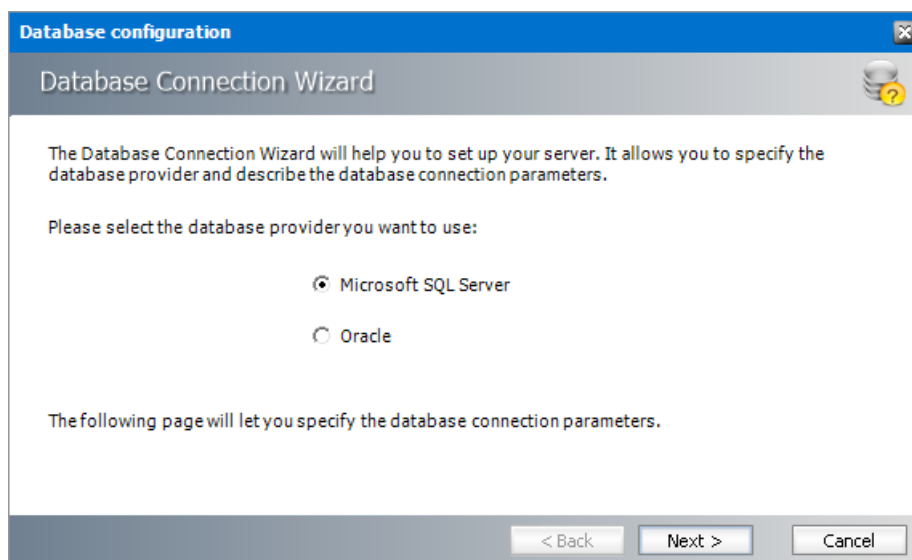 Database configuration
Database Connection Wizard
The Database Connection Wizard will help you to set up your server. It allows you to specify the
database provider and describe the database connection parameters.
Please select the database provider you want to use:
Microsoft SQL Server
Oracle
The following page will let you specify the database connection parameters.
< Back
Next >
Cancel